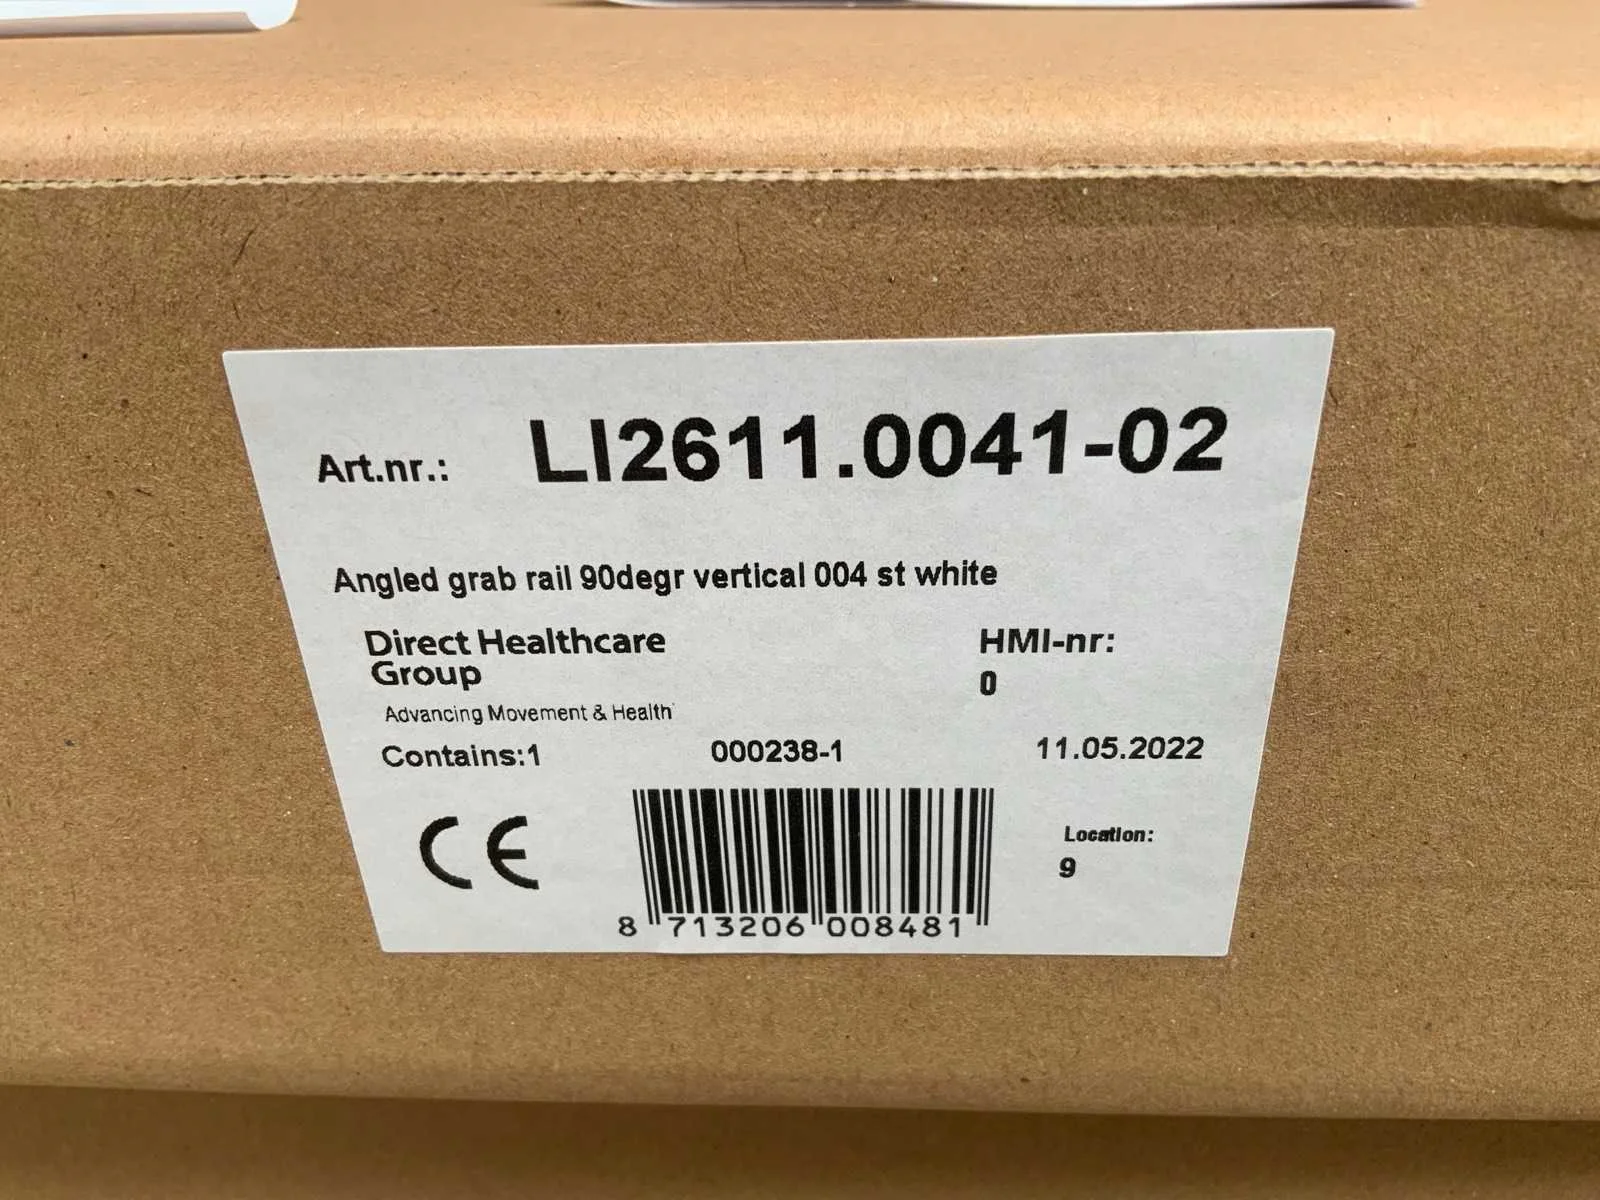 Art.nr.: LI2611.0041-02
Angled grab rail 90degr vertical 004 st white
Direct Healthcare
Group
HMI-nr:
0
Advancing Movement & Health
Contains:1 000238-1 11.05.2022
CE
Location:
9
8 713206 008481